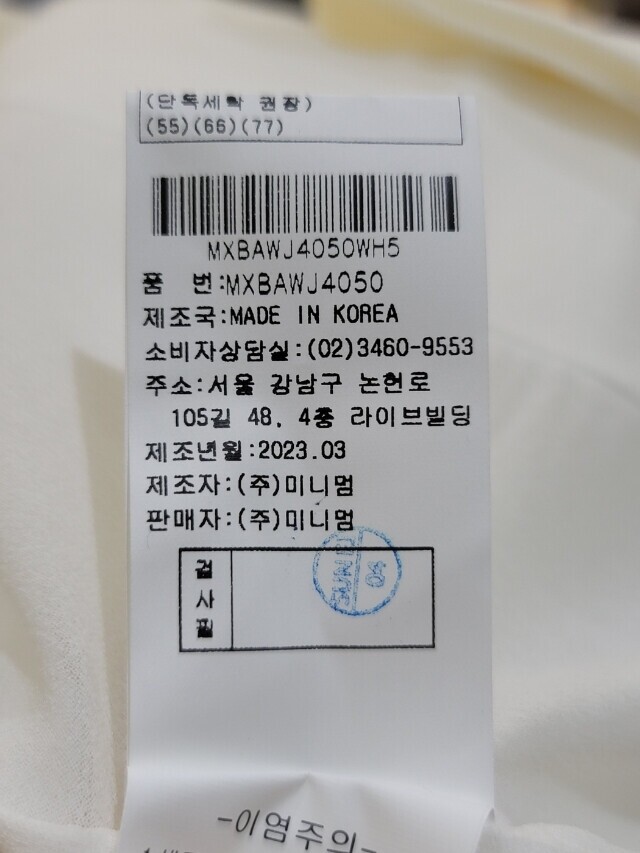 (단독세탁 권장)
(55)(66)(77)
MXBAWJ4050WH5
품 번:MXBAWJ4050
제조국:MADE IN KOREA
소비자상담실:(02)3460-9553
주소:서울 강남구 논현로
105길 48, 4층 라이브빌딩
제조년월:2023.03
제조자:(주)미니멈
판매자:(주)미니멈
검
사
필
04
-이염주의-